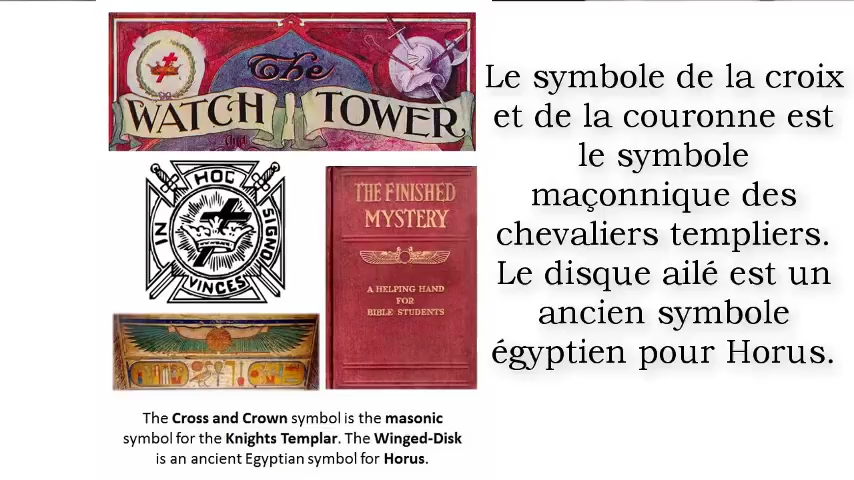 The
WATCH TOWER
and
Le symbole de la croix
et de la couronne est
le symbole
maçonnique des
chevaliers templiers.
Le disque ailé est un
ancien symbole
égyptien pour Horus.
HOC
IN
SIGNO
VINCES
THE FINISHED
MYSTERY
A HELPING HAND
FOR
BIBLE STUDENTS
The Cross and Crown symbol is the masonic
symbol for the Knights Templar. The Winged-Disk
is an ancient Egyptian symbol for Horus.